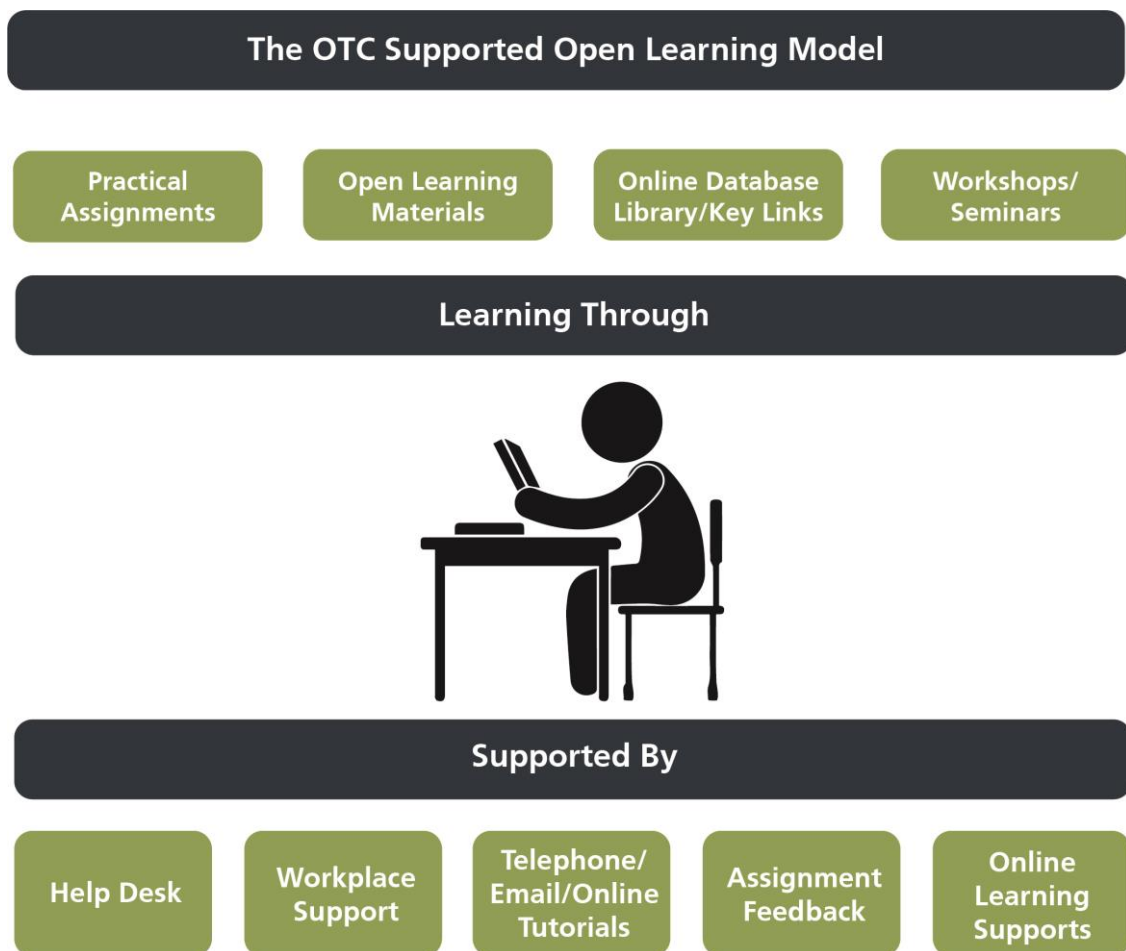 The OTC Supported Open Learning Model
Practical
Assignments
Open Learning
Materials
Online Database
Library/Key Links
Workshops/
Seminars
Learning Through
Supported By
Help Desk
Workplace
Support
Telephone/
Email/Online
Tutorials
Assignment
Feedback
Online
Learning
Supports